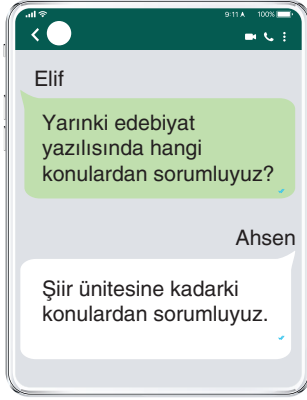 9:11 100%
Elif
Yarınki edebiyat
yazılısında hangi
konulardan sorumluyuz?
Ahsen
Şiir ünitesine kadarki
konulardan sorumluyuz.